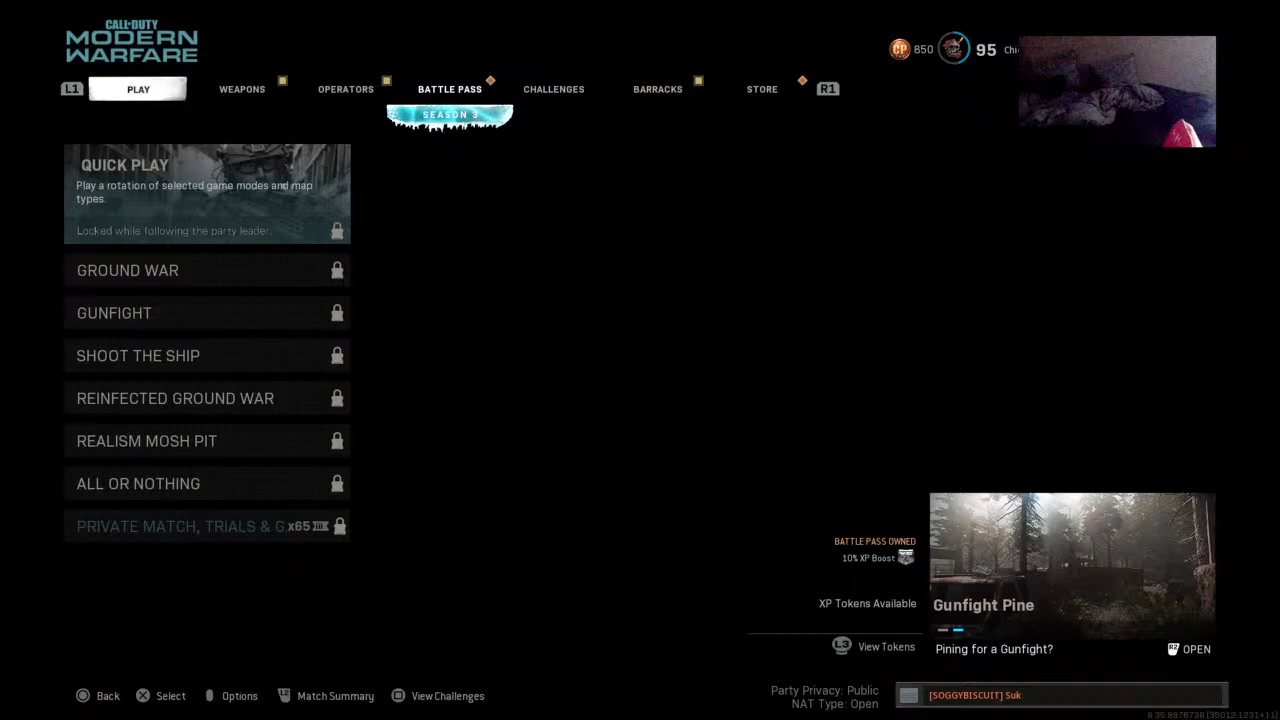 CALL OF DUTY
MODERN
WARFARE
CP 850
95 Chi
L1 PLAY WEAPONS OPERATORS BATTLE PASS CHALLENGES BARRACKS STORE R1
SEASON 3
QUICK PLAY
Play a rotation of selected game modes and map
types.
Locked while following the party leader.
GROUND WAR
GUNFIGHT
SHOOT THE SHIP
REINFECTED GROUND WAR
REALISM MOSH PIT
ALL OR NOTHING
PRIVATE MATCH, TRIALS & G x65
BATTLE PASS OWNED
10% XP Boost
XP Tokens Available
L3 View Tokens
Gunfight Pine
Pining for a Gunfight?
R2 OPEN
Back Select Options L2 Match Summary View Challenges
Party Privacy: Public
NAT Type: Open
[SOGGYBISCUIT] Suk